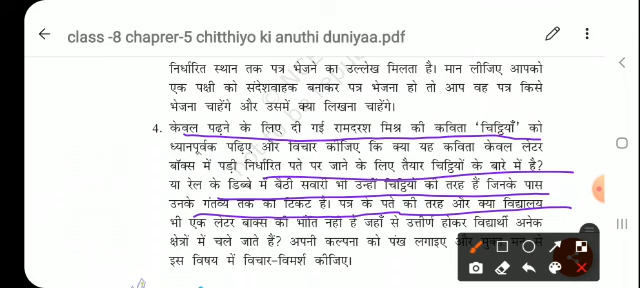 class -8 chaprer-5 chitthiyo ki anuthi duniyaa.pdf
निर्धारित स्थान तक पत्र भेजने का उल्लेख मिलता है। मान लीजिए आपको
एक पक्षी को संदेशवाहक बनाकर पत्र भेजना हो तो आप वह पत्र किसे
भेजना चाहेंगे और उसमें क्या लिखना चाहेंगे।
4. केवल पढ़ने के लिए दी गई रामदरश मिश्र की कविता 'चिट्ठियाँ' को
ध्यानपूर्वक पढ़िए और विचार कीजिए कि क्या यह कविता केवल लेटर
बॉक्स में पड़ी निर्धारित पते पर जाने के लिए तैयार चिट्ठियों के बारे में है?
या रेल के डिब्बे में बैठी सवारी भी उन्हीं चिट्ठियों की तरह हैं जिनके पास
उनके गंतव्य तक का टिकट है। पत्र के पते की तरह और क्या विद्यालय
भी एक लेटर बाक्स की भाँति नहीं है जहाँ से उत्तीर्ण होकर विद्यार्थी अनेक
क्षेत्रों में चले जाते हैं? अपनी कल्पना को पंख लगाइए और से
इस विषय में विचार-विमर्श कीजिए।